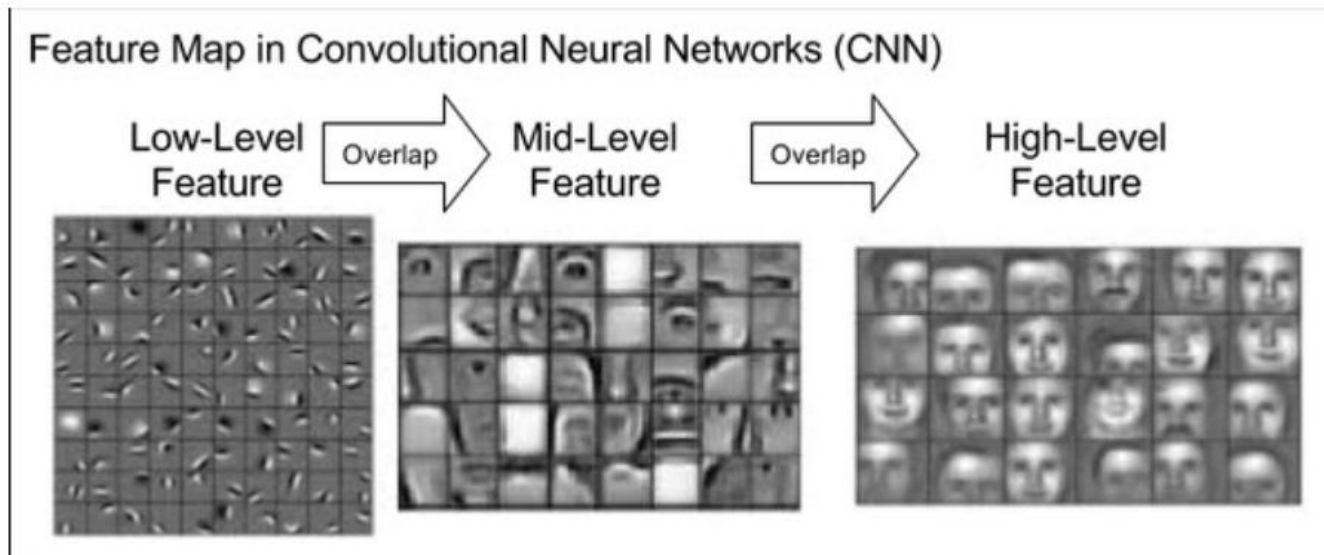 Feature Map in Convolutional Neural Networks (CNN)
Low-Level
Feature
Overlap
Mid-Level
Feature
Overlap
High-Level
Feature